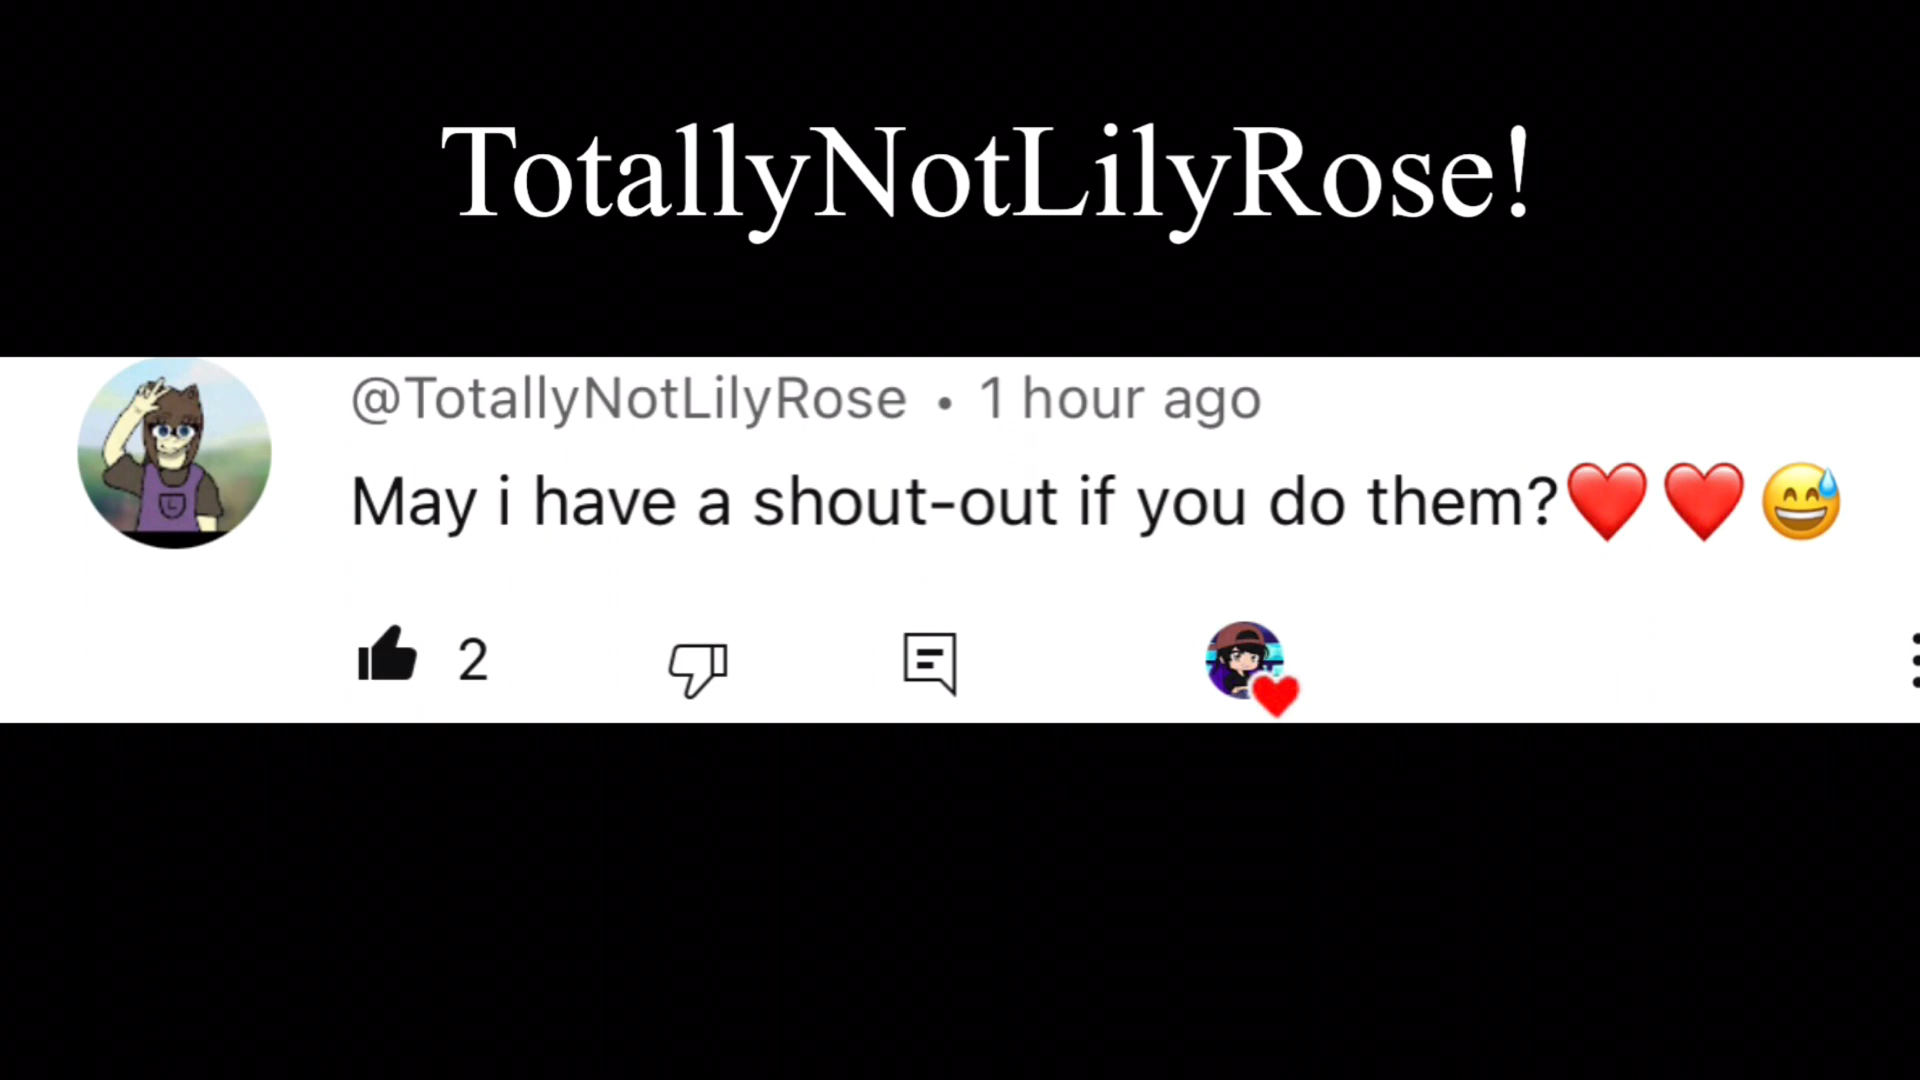 TotallyNotLilyRose!
@TotallyNotLilyRose • 1 hour ago
May i have a shout-out if you do them?❤️❤️😅
2